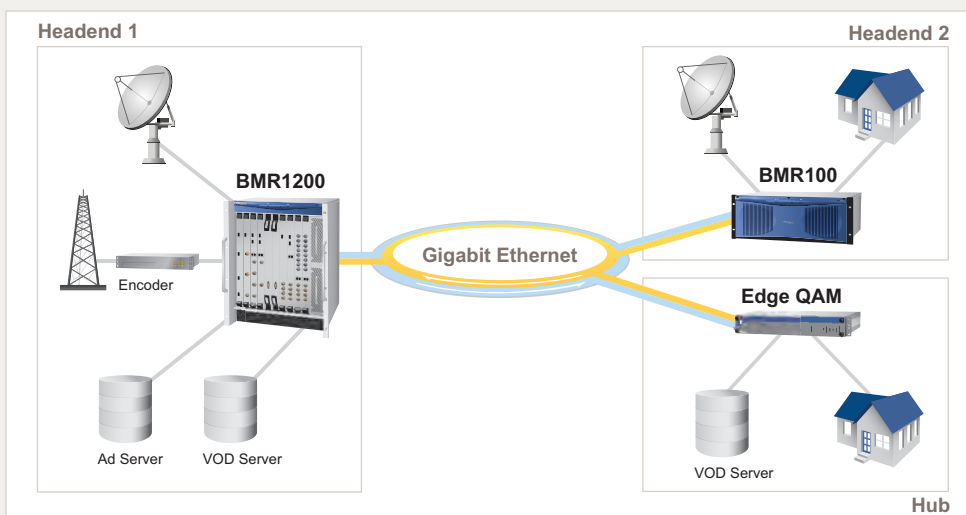 Headend 1
Headend 2
BMR1200
BMR100
Gigabit Ethernet
Encoder
Edge QAM
Ad Server
VOD Server
VOD Server
Hub